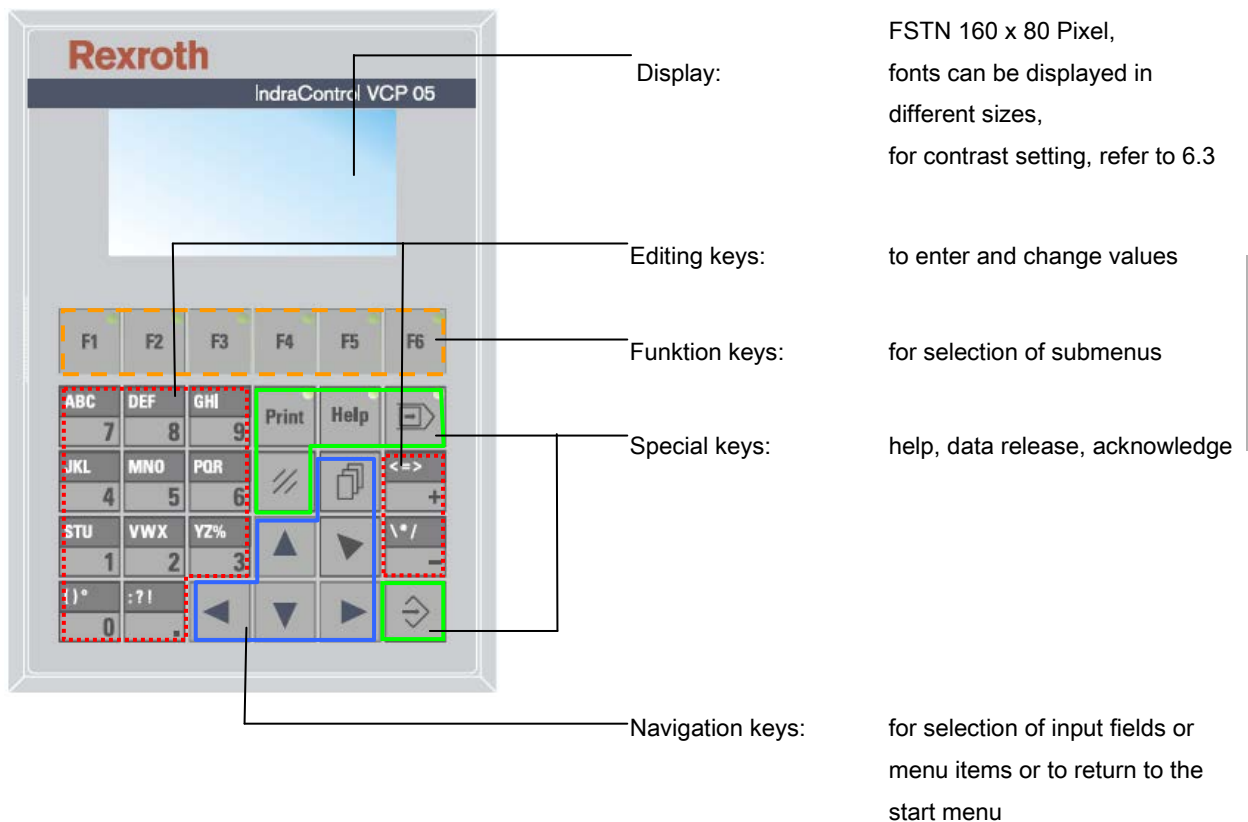 Rexroth
IndraControl VCP 05
Display:
FSTN 160 x 80 Pixel,
fonts can be displayed in
different sizes,
for contrast setting, refer to 6.3
Editing keys:
to enter and change values
F1 F2 F3 F4 F5 F6
Funktion keys:
for selection of submenus
ABC DEF GHI
7 8 9
Print Help
Special keys:
help, data release, acknowledge
JKL MNO PQR <=>
4 5 6 +
STU VWX YZ% \*/
1 2 3 –
()° :?!
0 .
Navigation keys:
for selection of input fields or
menu items or to return to the
start menu